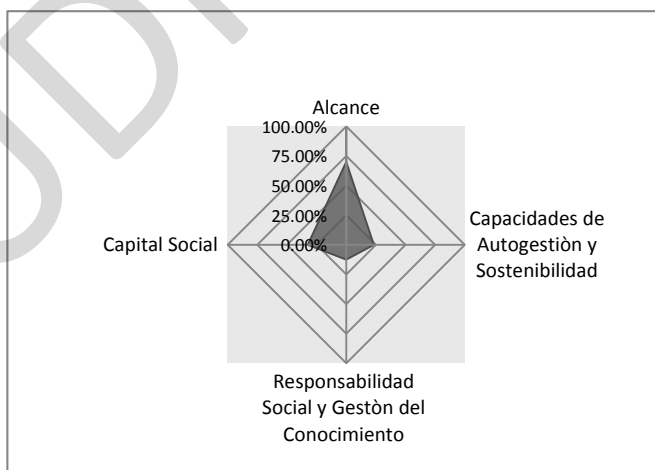 Alcance
100.00%
75.00%
50.00%
25.00%
0.00%
Capital Social
Capacidades de
Autogestiòn y
Sostenibilidad
Responsabilidad
Social y Gestòn del
Conocimiento